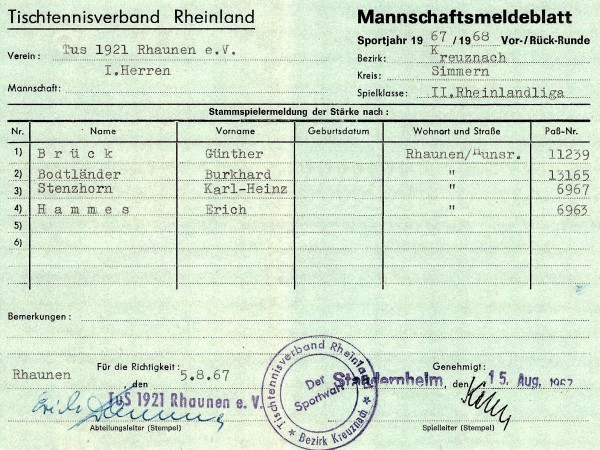 Tischtennisverband Rheinland
Mannschaftsmeldeblatt
Sportjahr 19 67 / 19 68 Vor-/Rück-Runde
Verein: Tus 1921 Rhaunen e.V.
Bezirk: Kreuznach
I.Herren
Kreis: Simmern
Mannschaft:
Spielklasse: II.Rheinlandliga
Stammspielermeldung der Stärke nach:
Nr. Name Vorname Geburtsdatum Wohnort und Straße Paß-Nr.
1) B r ü c k Günther Rhaunen/Hunsr. 11239
2) Bodtländer Burkhard " 13165
3) Stenzhorn Karl-Heinz " 6967
4) H a m m e s Erich " 6963
5)
6)
Bemerkungen:
Für die Richtigkeit:
Genehmigt:
Rhaunen den 5.8.67
Staudernheim, den 15. Aug. 1967
TuS 1921 Rhaunen e. V.
Abteilungsleiter (Stempel)
Spielleiter (Stempel)
Tischtennisverband Rheinland
Der Sportwart
* Bezirk Kreuznach *